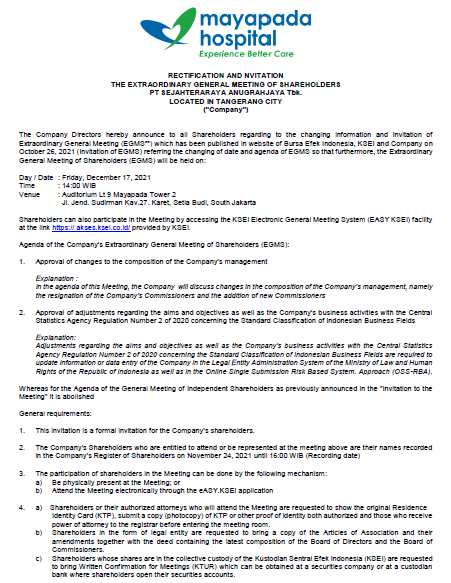 mayapada
hospital
Experience Better Care
RECTIFICATION AND NVITATION
THE EXTRAORDINARY GENERAL MEETING OF SHAREHOLDERS
PT SEJAHTERARAYA ANUGRAHJAYA Tbk.
LOCATED IN TANGERANG CITY
("Company")
The Company Directors hereby announce to all Shareholders regarding to the changing information and Invitation of
Extraordinary General Meeting (EGMS"") which has been published in website of Bursa Efek Indonesia, KSEI and Company on
October 26, 2021 (Invitation EGMS) referring the changing of date and agenda of EGMS so that furthermore, the Extraordinary
General Meeting of Shareholders (EGMS) will be held on:
Day / Date : Friday, December 17, 2021
Time : 14:00 WIB
Venue : Auditorium Lt 9 Mayapada Tower 2
Jl. Jend. Sudirman Kav.27. Karet, Setia Budi, South Jakarta
Shareholders can also participate in the Meeting by accessing the KSEI Electronic General Meeting System (EASY KSEI) facility
at the link https:// akses.ksei.co.id/ provided by KSEI.
Agenda of the Company's Extraordinary General Meeting of Shareholders (EGMS):
1. Approval of changes to the composition of the Company's management
Explanation :
In the agenda of this Meeting, the Company will discuss changes in the composition of the Company's management, namely
the resignation of the Company's Commissioners and the addition of new Commissioners
2. Approval of adjustments regarding the aims and objectives as well as the Company's business activities with the Central
Statistics Agency Regulation Number 2 of 2020 concerning the Standard Classification of Indonesian Business Fields
Explanation:
Adjustments regarding the aims and objectives as well as the Company's business activities with the Central Statistics
Agency Regulation Number 2 of 2020 concerning the Standard Classification of Indonesian Business Fields are required to
update information or data entry of the Company in the Legal Entity Administration System of the Ministry of Law and Human
Rights of the Republic of Indonesia as well as in the Online Single Submission Risk Based System. Approach (OSS-RBA).
Whereas for the Agenda of the General Meeting of Independent Shareholders as previously announced in the "Invitation to the
Meeting" it is abolished
General requirements:
1. This invitation is a formal invitation for the Company's shareholders.
2. The Company's Shareholders who are entitled to attend or be represented at the meeting above are their names recorded
in the Company's Register of Shareholders on November 24, 2021 until 16:00 WIB (Recording date)
3. The participation of shareholders in the Meeting can be done by the following mechanism:
a) Be physically present at the Meeting; or
b) Attend the Meeting electronically through the eASY.KSEI application
4. a) Shareholders or their authorized attorneys who will attend the Meeting are requested to show the original Residence
Identity Card (KTP), submit a (photocopy) of KTP or other proof of identity both authorized and those who receive
power of attorney to the registrar before entering the meeting room.
b) Shareholders in the form of legal entity are requested to bring a copy of the Articles of Association and their
amendments together with the deed containing the latest composition of the Board of Directors and the Board of
Commissioners.
c) Shareholders whose shares are in the collective custody of the Kustodian Sentral Efek Indonesia (KSEI) are requested
to bring Written Confirmation for Meetings (KTUR) which can be obtained at a securities company or at a custodian
bank where shareholders open their securities accounts.